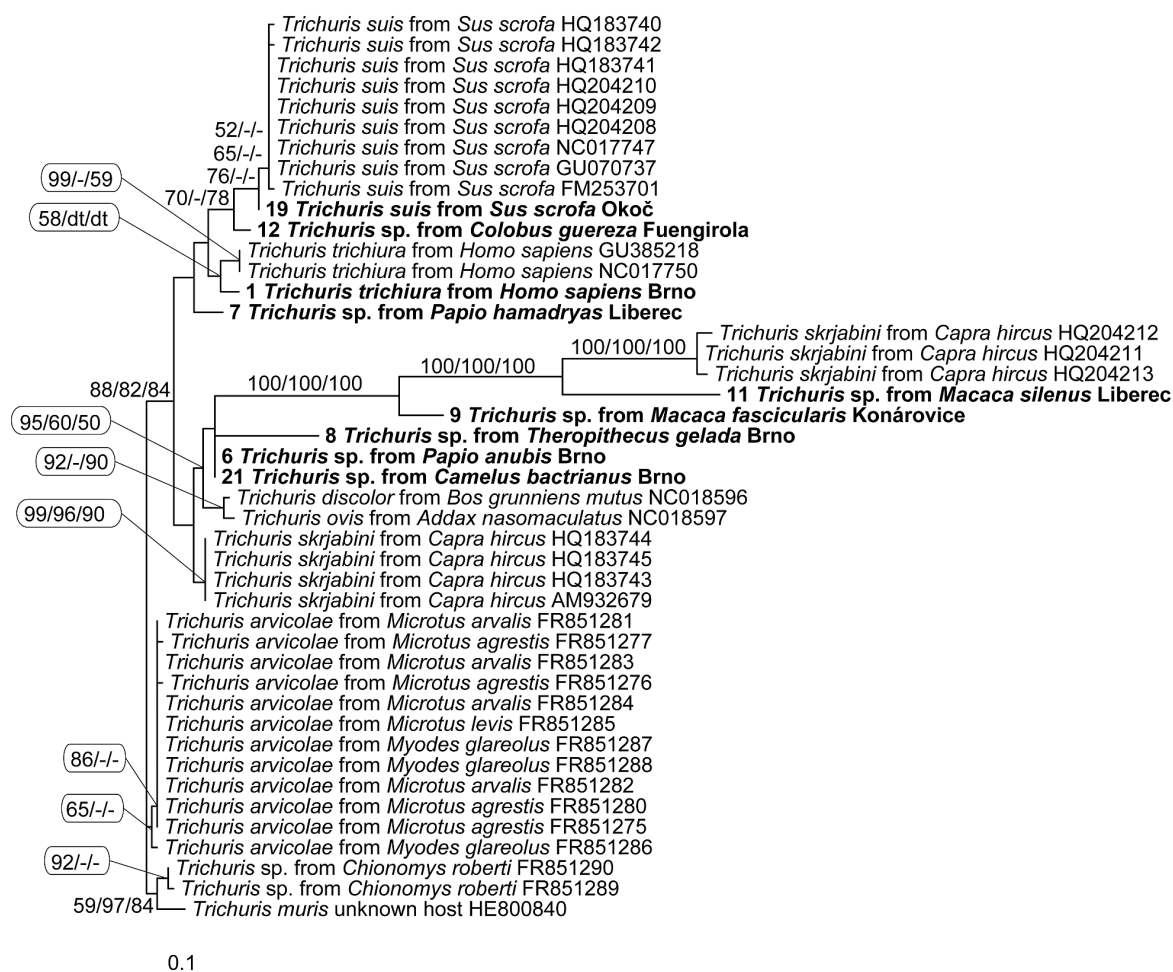 Trichuris suis from Sus scrofa HQ183740
Trichuris suis from Sus scrofa HQ183742
Trichuris suis from Sus scrofa HQ183741
Trichuris suis from Sus scrofa HQ204210
Trichuris suis from Sus scrofa HQ204209
52/-/-
Trichuris suis from Sus scrofa HQ204208
65/-/-
Trichuris suis from Sus scrofa NC017747
76/-/-
Trichuris suis from Sus scrofa GU070737
99/-/59
Trichuris suis from Sus scrofa FM253701
70/-/78
19 Trichuris suis from Sus scrofa Okoč
58/dt/dt
12 Trichuris sp. from Colobus guereza Fuengirola
Trichuris trichiura from Homo sapiens GU385218
Trichuris trichiura from Homo sapiens NC017750
1 Trichuris trichiura from Homo sapiens Brno
7 Trichuris sp. from Papio hamadryas Liberec
Trichuris skrjabini from Capra hircus HQ204212
100/100/100
Trichuris skrjabini from Capra hircus HQ204211
100/100/100
Trichuris skrjabini from Capra hircus HQ204213
100/100/100
88/82/84
11 Trichuris sp. from Macaca silenus Liberec
9 Trichuris sp. from Macaca fascicularis Konárovice
95/60/50
8 Trichuris sp. from Theropithecus gelada Brno
6 Trichuris sp. from Papio anubis Brno
92/-/90
21 Trichuris sp. from Camelus bactrianus Brno
Trichuris discolor from Bos grunniens mutus NC018596
99/96/90
Trichuris ovis from Addax nasomaculatus NC018597
Trichuris skrjabini from Capra hircus HQ183744
Trichuris skrjabini from Capra hircus HQ183745
Trichuris skrjabini from Capra hircus HQ183743
Trichuris skrjabini from Capra hircus AM932679
Trichuris arvicolae from Microtus arvalis FR851281
Trichuris arvicolae from Microtus agrestis FR851277
Trichuris arvicolae from Microtus arvalis FR851283
Trichuris arvicolae from Microtus agrestis FR851276
Trichuris arvicolae from Microtus arvalis FR851284
Trichuris arvicolae from Microtus levis FR851285
Trichuris arvicolae from Myodes glareolus FR851287
86/-/-
Trichuris arvicolae from Myodes glareolus FR851288
Trichuris arvicolae from Microtus arvalis FR851282
65/-/-
Trichuris arvicolae from Microtus agrestis FR851280
Trichuris arvicolae from Microtus agrestis FR851275
Trichuris arvicolae from Myodes glareolus FR851286
92/-/-
Trichuris sp. from Chionomys roberti FR851290
Trichuris sp. from Chionomys roberti FR851289
59/97/84
Trichuris muris unknown host HE800840
0.1